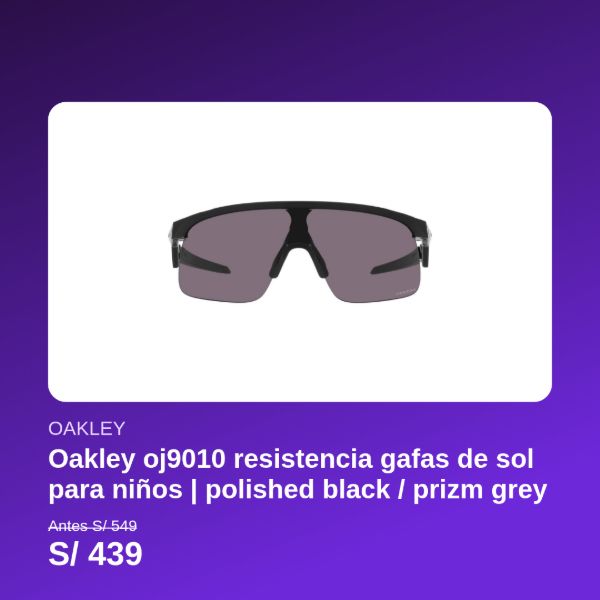 OAKLEY
Oakley oj9010 resistencia gafas de sol
para niños | polished black / prizm grey
Antes S/ 549
S/ 439